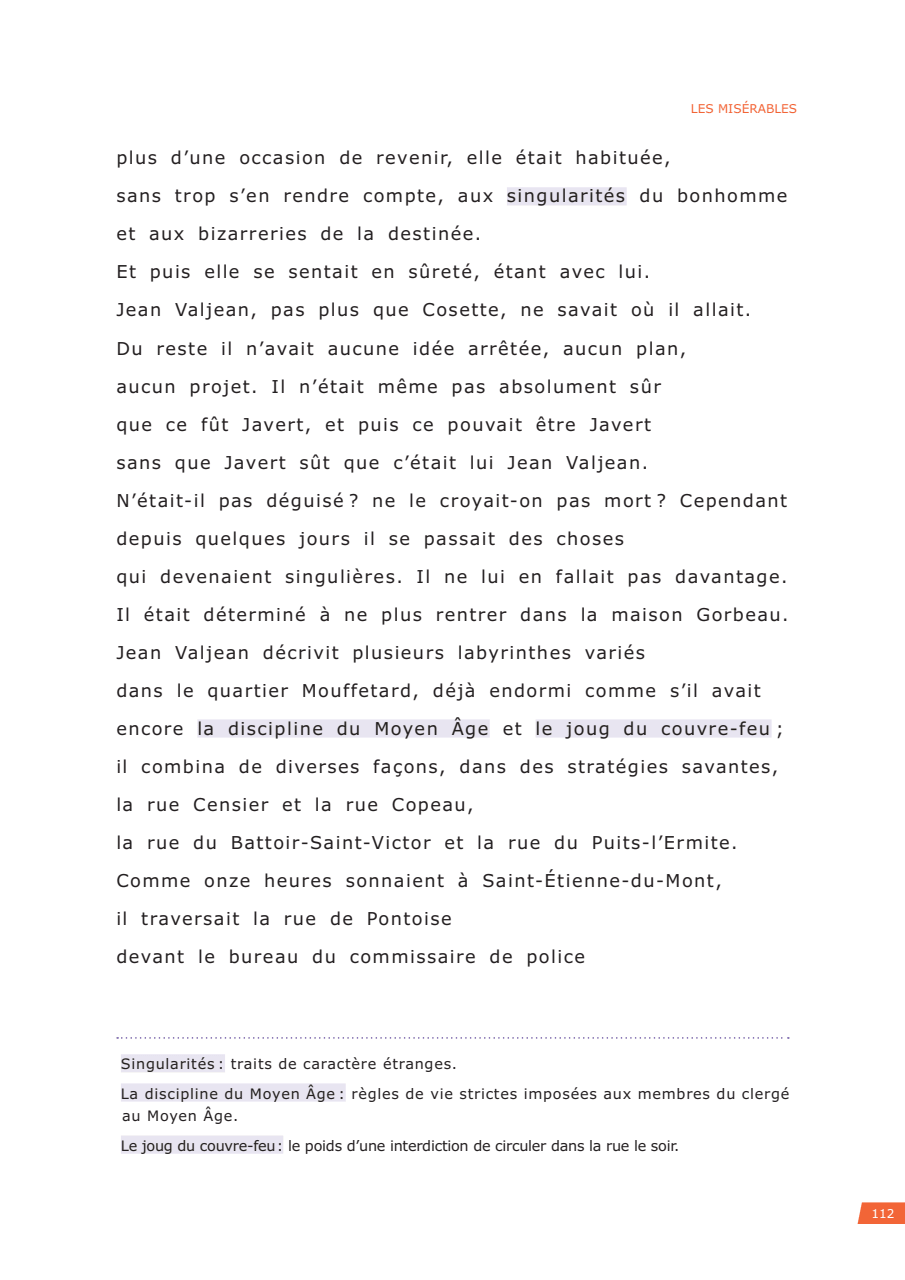 LES MISÉRABLES
plus d’une occasion de revenir, elle était habituée,
sans trop s’en rendre compte, aux singularités du bonhomme
et aux bizarreries de la destinée.
Et puis elle se sentait en sûreté, étant avec lui.
Jean Valjean, pas plus que Cosette, ne savait où il allait.
Du reste il n’avait aucune idée arrêtée, aucun plan,
aucun projet. Il n’était même pas absolument sûr
que ce fût Javert, et puis ce pouvait être Javert
sans que Javert sût que c’était lui Jean Valjean.
N’était-il pas déguisé ? ne le croyait-on pas mort ? Cependant
depuis quelques jours il se passait des choses
qui devenaient singulières. Il ne lui en fallait pas davantage.
Il était déterminé à ne plus rentrer dans la maison Gorbeau.
Jean Valjean décrivit plusieurs labyrinthes variés
dans le quartier Mouffetard, déjà endormi comme s’il avait
encore la discipline du Moyen Âge et le joug du couvre-feu ;
il combina de diverses façons, dans des stratégies savantes,
la rue Censier et la rue Copeau,
la rue du Battoir-Saint-Victor et la rue du Puits-l’Ermite.
Comme onze heures sonnaient à Saint-Étienne-du-Mont,
il traversait la rue de Pontoise
devant le bureau du commissaire de police
Singularités : traits de caractère étranges.
La discipline du Moyen Âge : règles de vie strictes imposées aux membres du clergé
au Moyen Âge.
Le joug du couvre-feu : le poids d’une interdiction de circuler dans la rue le soir.
112